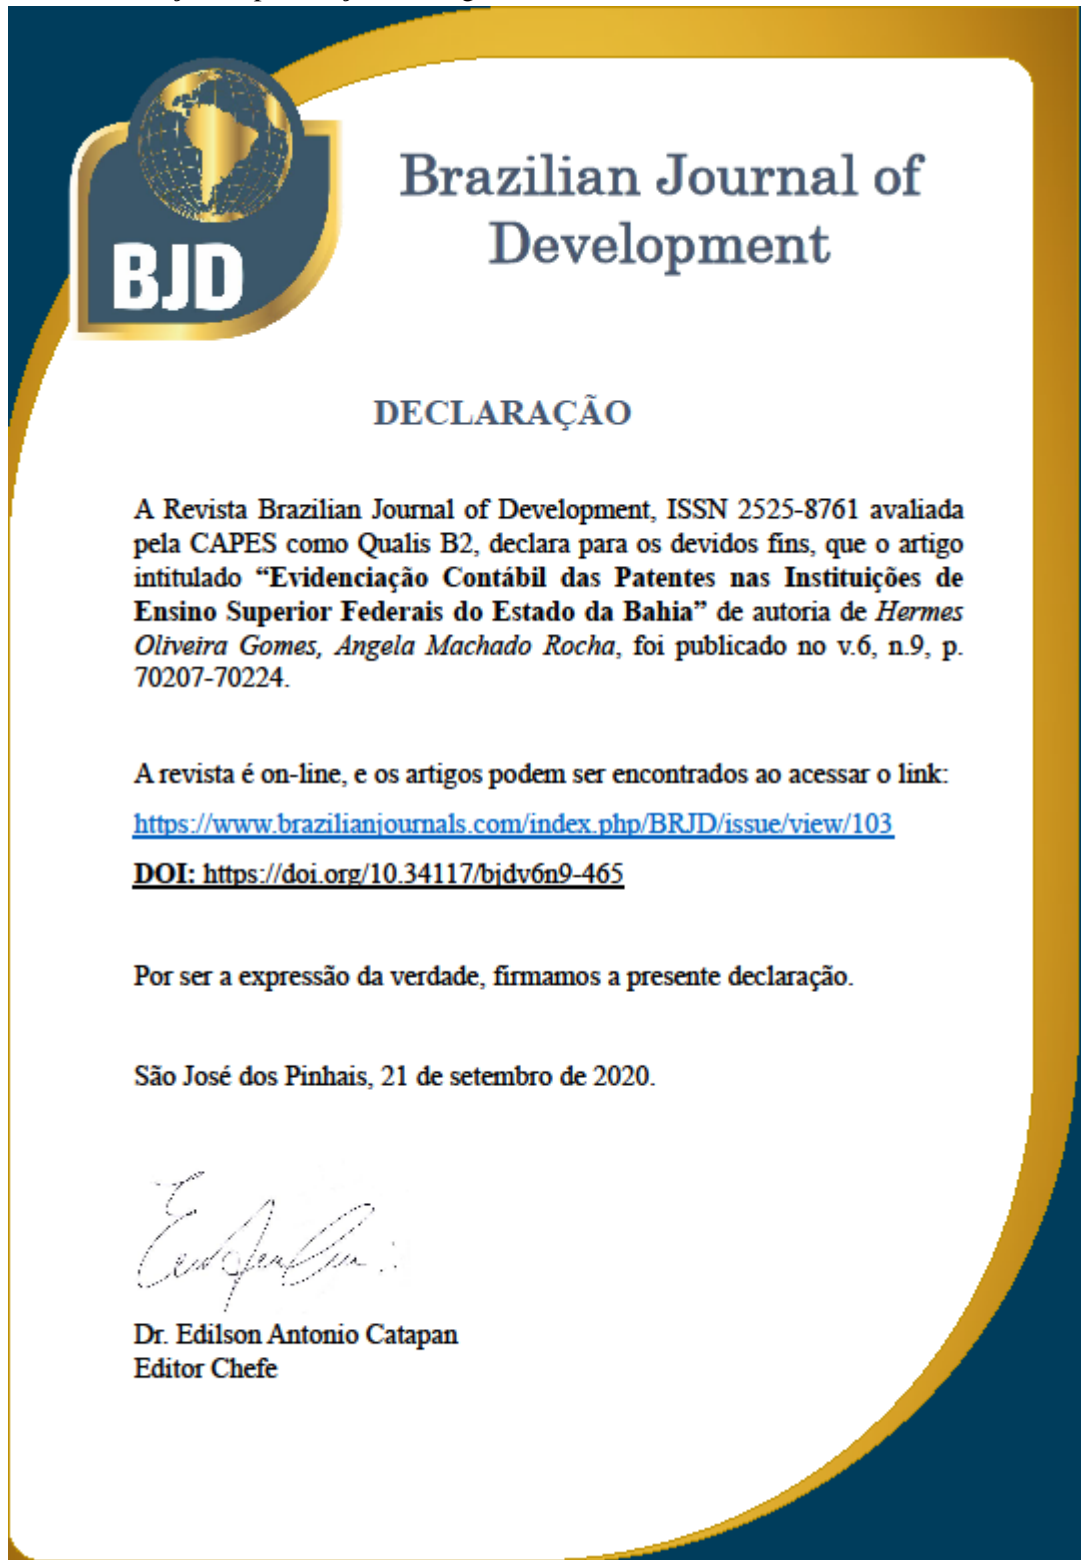 BJD
Brazilian Journal of
Development
DECLARAÇÃO
A Revista Brazilian Journal of Development, ISSN 2525-8761 avaliada
pela CAPES como Qualis B2, declara para os devidos fins, que o artigo
intitulado “Evidenciação Contábil das Patentes nas Instituições de
Ensino Superior Federais do Estado da Bahia” de autoria de Hermes
Oliveira Gomes, Angela Machado Rocha, foi publicado no v.6, n.9, p.
70207-70224.
A revista é on-line, e os artigos podem ser encontrados ao acessar o link:
https://www.brazilianjournals.com/index.php/BRJD/issue/view/103
DOI: https://doi.org/10.34117/bjdv6n9-465
Por ser a expressão da verdade, firmamos a presente declaração.
São José dos Pinhais, 21 de setembro de 2020.
Dr. Edilson Antonio Catapan
Editor Chefe